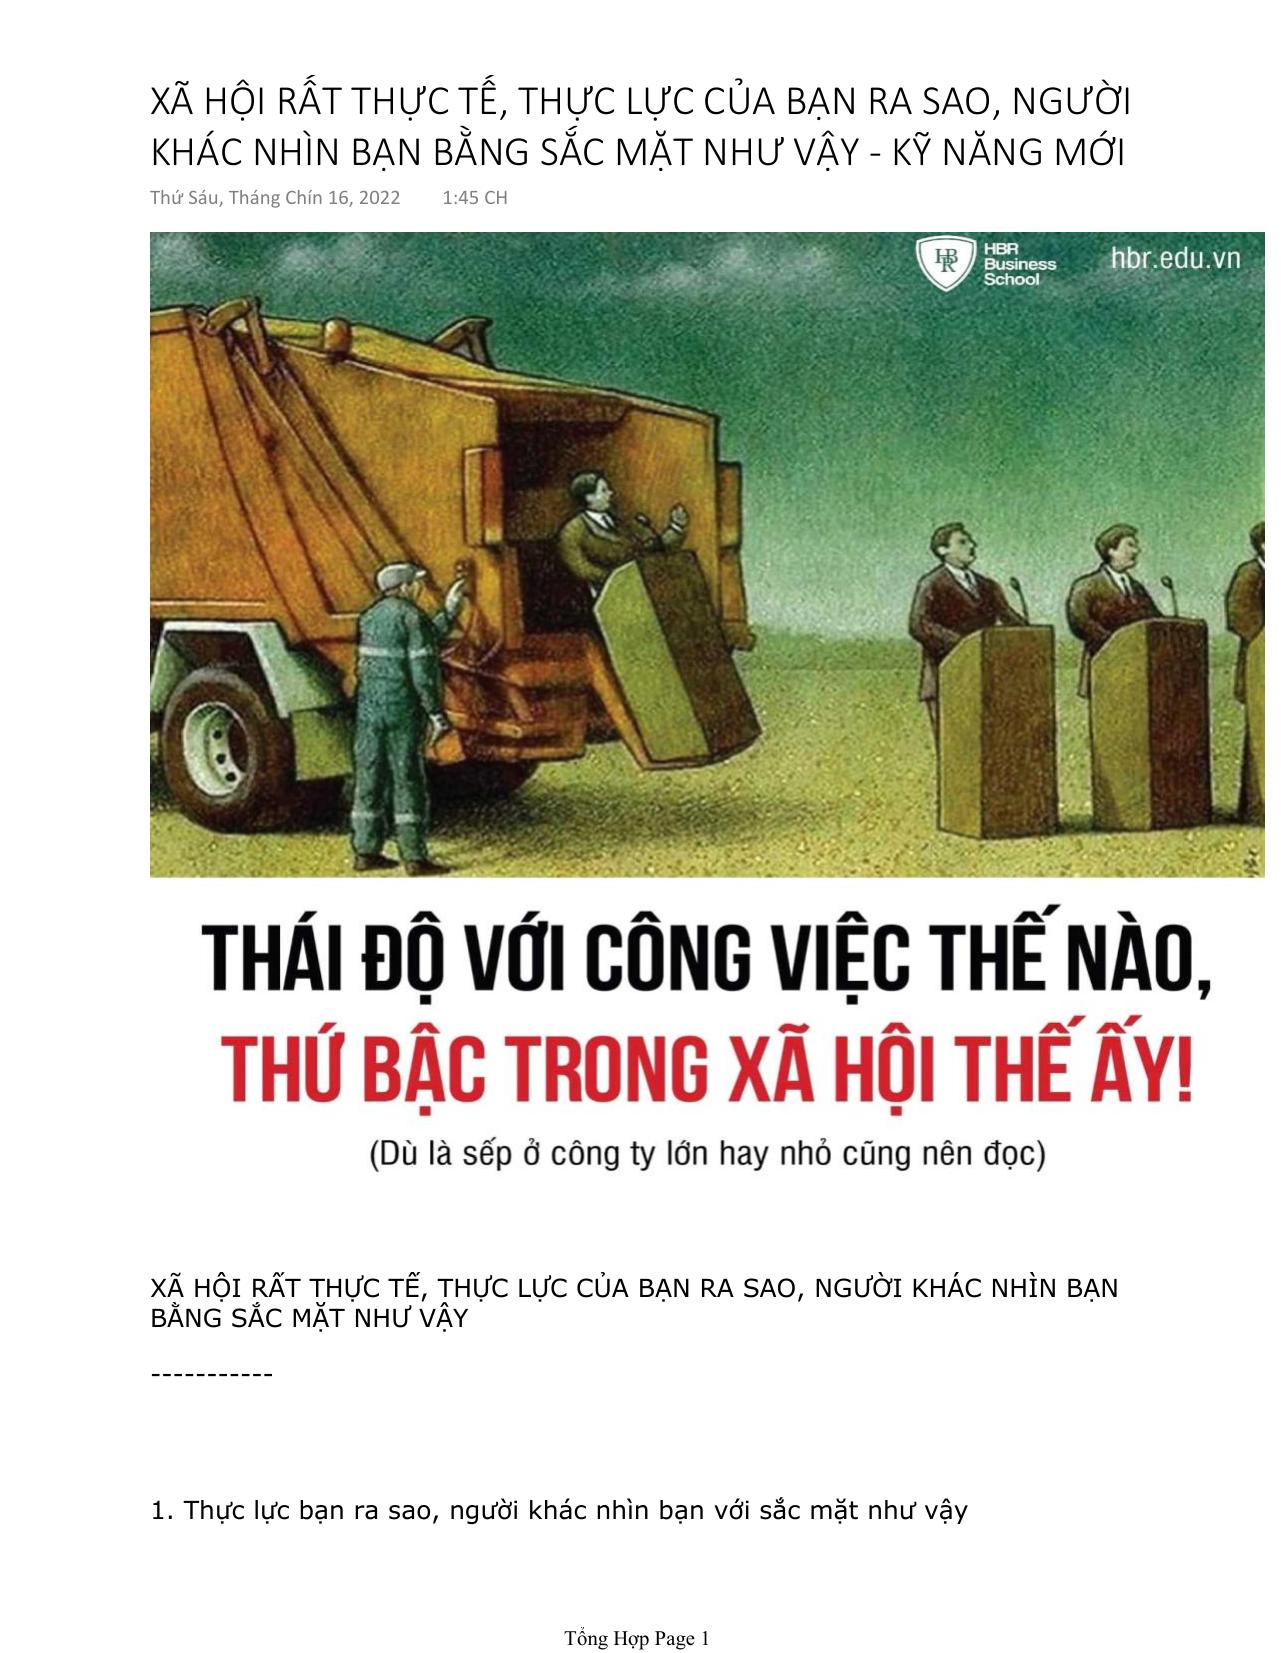 XÃ HỘI RẤT THỰC TẾ, THỰC LỰC CỦA BẠN RA SAO, NGƯỜI
KHÁC NHÌN BẠN BẰNG SẮC MẶT NHƯ VẬY - KỸ NĂNG MỚI
Thứ Sáu, Tháng Chín 16, 2022 1:45 CH
HBR
HBR
Business
School
hbr.edu.vn
THÁI ĐỘ VỚI CÔNG VIỆC THẾ NÀO,
THỨ BẬC TRONG XÃ HỘI THẾ ẤY!
(Dù là sếp ở công ty lớn hay nhỏ cũng nên đọc)
XÃ HỘI RẤT THỰC TẾ, THỰC LỰC CỦA BẠN RA SAO, NGƯỜI KHÁC NHÌN BẠN
BẰNG SẮC MẶT NHƯ VẬY
-----------
1. Thực lực bạn ra sao, người khác nhìn bạn với sắc mặt như vậy
Tổng Hợp Page 1